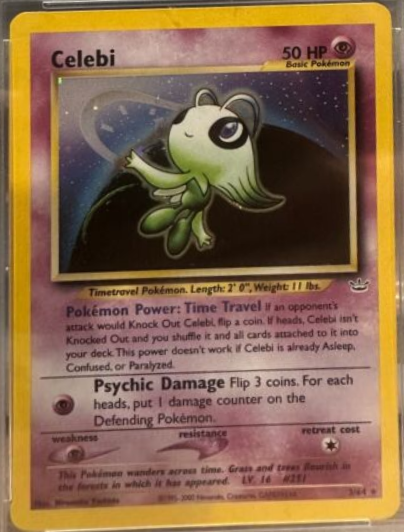 Celebi
50 HP
Basic Pokémon
Timetravel Pokémon. Length: 2' 0", Weight: 11 lbs.
Pokémon Power: Time Travel If an opponent's
attack would Knock Out Celebi, flip a coin. If heads, Celebi isn't
Knocked Out and you shuffle it and all cards attached to it into
your deck. This power doesn't work if Celebi is already Asleep,
Confused, or Paralyzed.
Psychic Damage Flip 3 coins. For each
heads, put 1 damage counter on the
Defending Pokémon.
weakness
resistance
retreat cost
This Pokémon wanders across time. Grass and trees flourish in
the forests in which it has appeared. LV. 16 #251
Nintendo, Creatures, GAMEFREAK
3/64